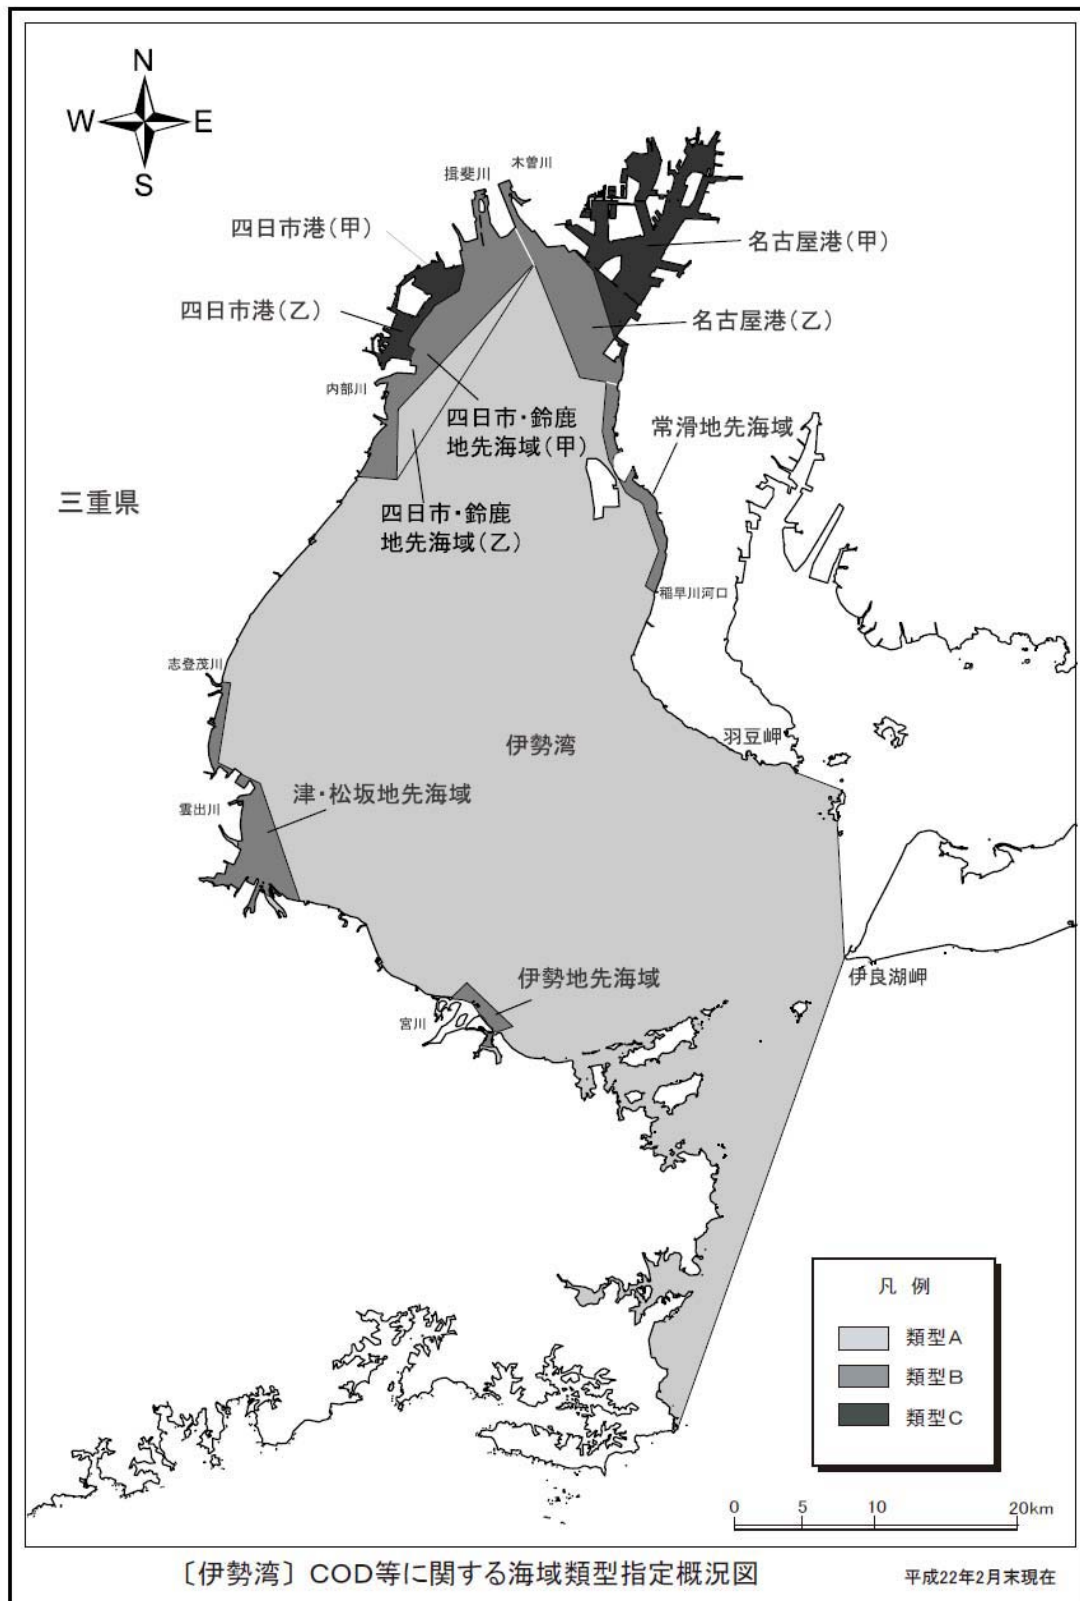 N
W E
S
木曽川
揖斐川
四日市港(甲)
名古屋港(甲)
四日市港(乙)
名古屋港(乙)
内部川
四日市・鈴鹿
地先海域(甲)
常滑地先海域
三重県
四日市・鈴鹿
地先海域(乙)
稲早川河口
志登茂川
伊勢湾
羽豆岬
津・松坂地先海域
雲出川
伊勢地先海域
伊良湖岬
宮川
凡 例
類型A
類型B
類型C
0 5 10 20km
〔伊勢湾〕COD等に関する海域類型指定概況図
平成22年2月末現在